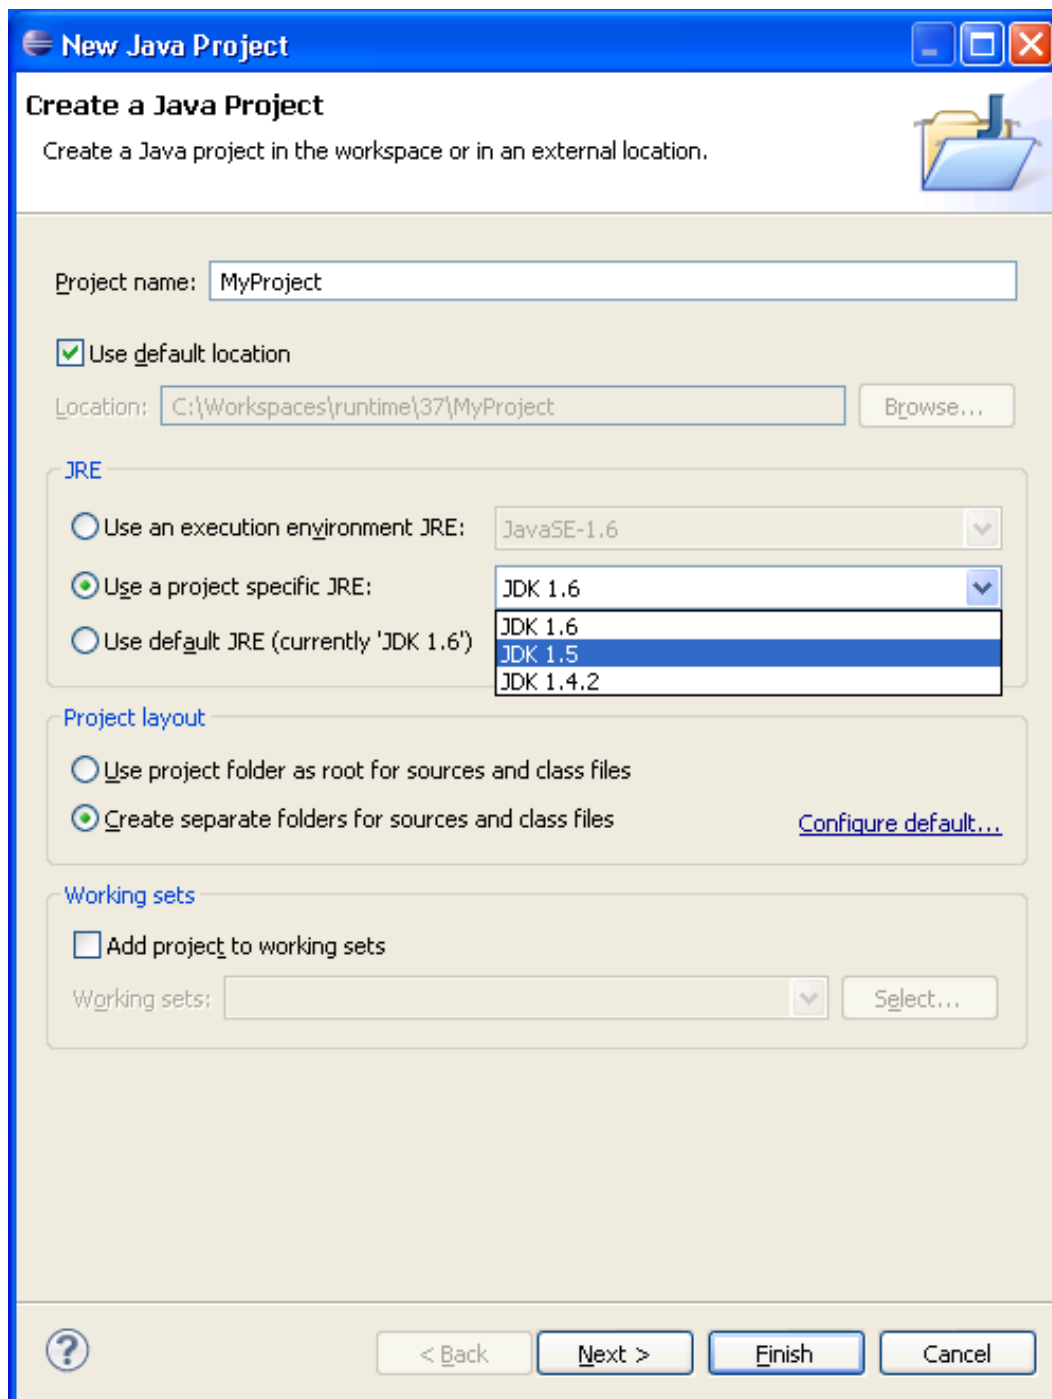 New Java Project
Create a Java Project
Create a Java project in the workspace or in an external location.
Project name: MyProject
Use default location
Location: C:\Workspaces\runtime\37\MyProject Browse...
JRE
Use an execution environment JRE: JavaSE-1.6
Use a project specific JRE: JDK 1.6
JDK 1.6
Use default JRE (currently 'JDK 1.6')
JDK 1.5
JDK 1.4.2
Project layout
Use project folder as root for sources and class files
Create separate folders for sources and class files Configure default...
Working sets
Add project to working sets
Working sets: Select...
? < Back Next > Finish Cancel